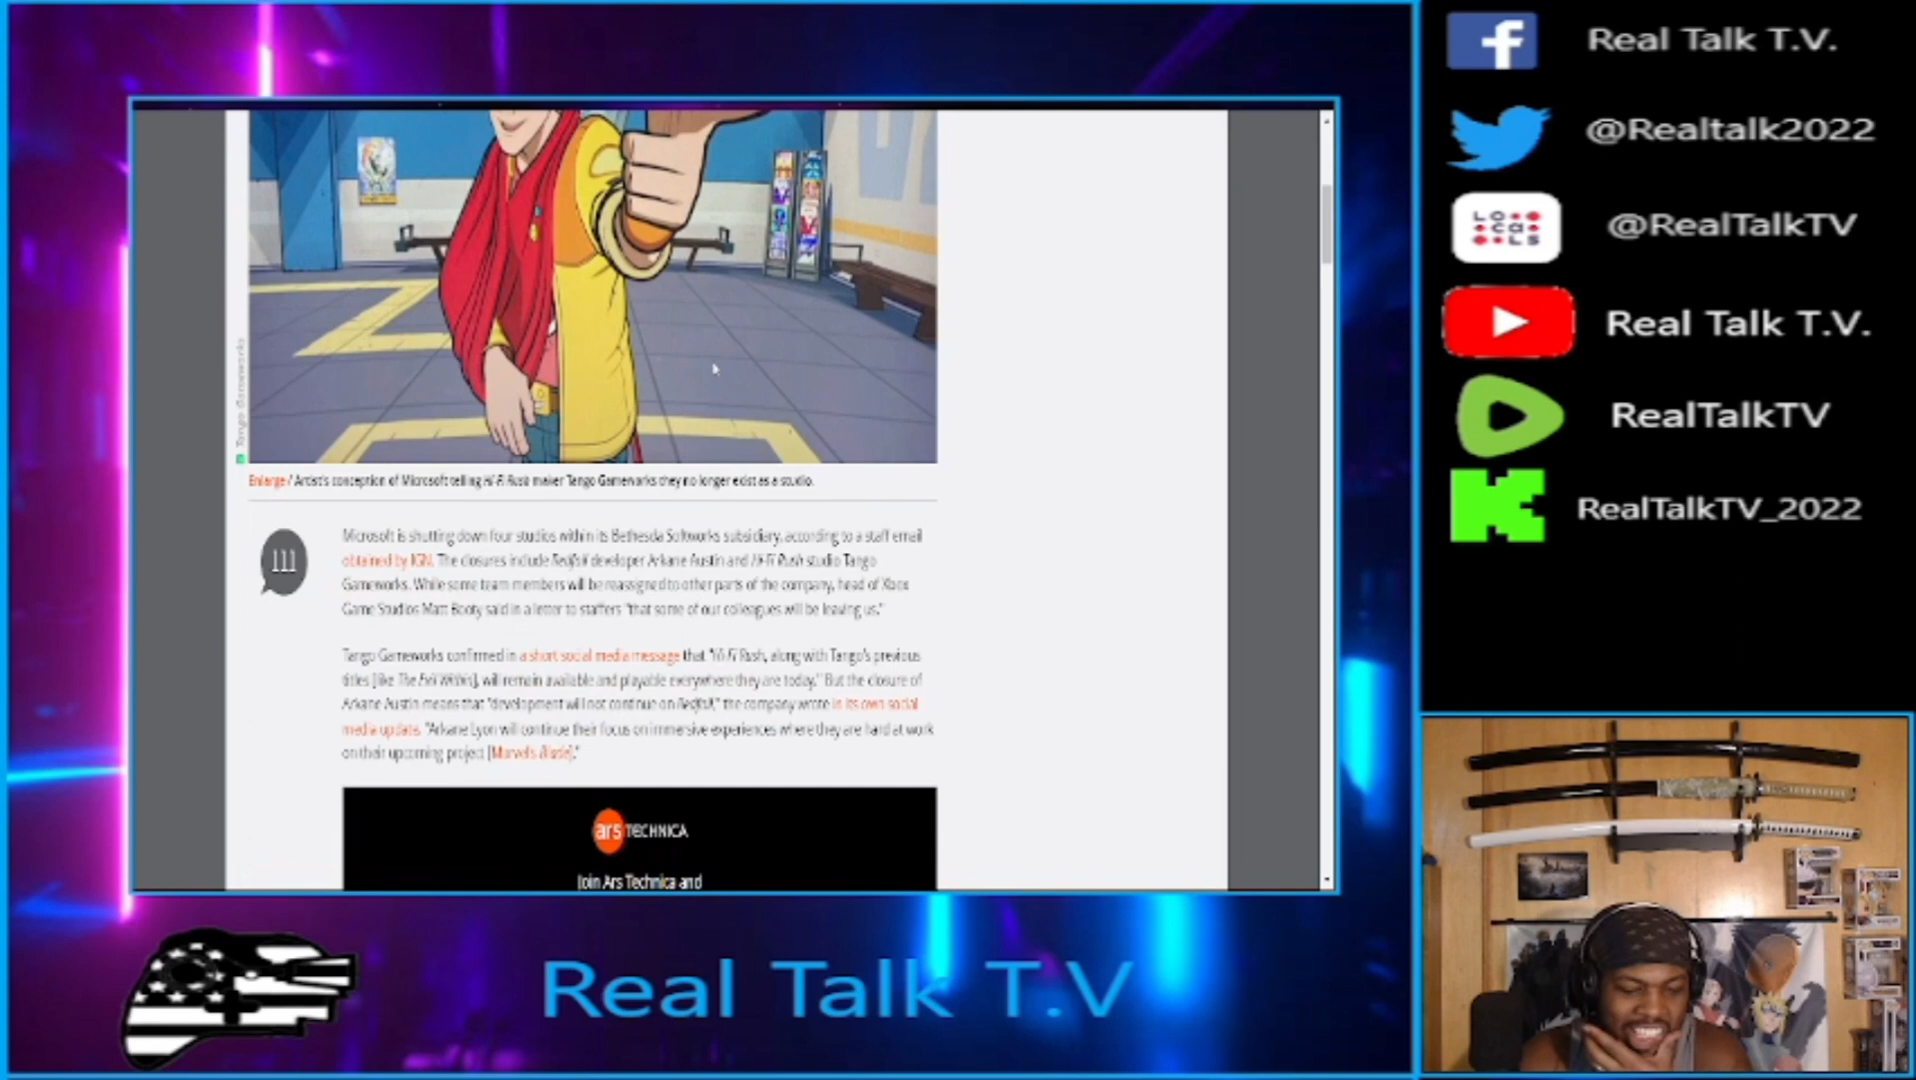 Real Talk T.V.
@Realtalk2022
LOCALS
@RealTalkTV
Real Talk T.V.
RealTalkTV
RealTalkTV_2022
Tango Gameworks
Enlarge / Artist's conception of Microsoft telling Hi-Fi Rush maker Tango Gameworks they no longer exist as a studio.
111
Microsoft is shutting down four studios within its Bethesda Softworks subsidiary, according to a staff email
obtained by IGN. The closures include Redfall developer Arkane Austin and Hi-Fi Rush studio Tango
Gameworks. While some team members will be reassigned to other parts of the company, head of Xbox
Game Studios Matt Booty said in a letter to staffers "that some of our colleagues will be leaving us."
Tango Gameworks confirmed in a short social media message that "Hi-Fi Rush, along with Tango's previous
titles [like The Evil Within], will remain available and playable everywhere they are today." But the closure of
Arkane Austin means that "development will not continue on Redfall," the company wrote in its own social
media update. "Arkane Lyon will continue their focus on immersive experiences where they are hard at work
on their upcoming project [Marvel's Blade]."
ars TECHNICA
Join Ars Technica and
Real Talk T.V